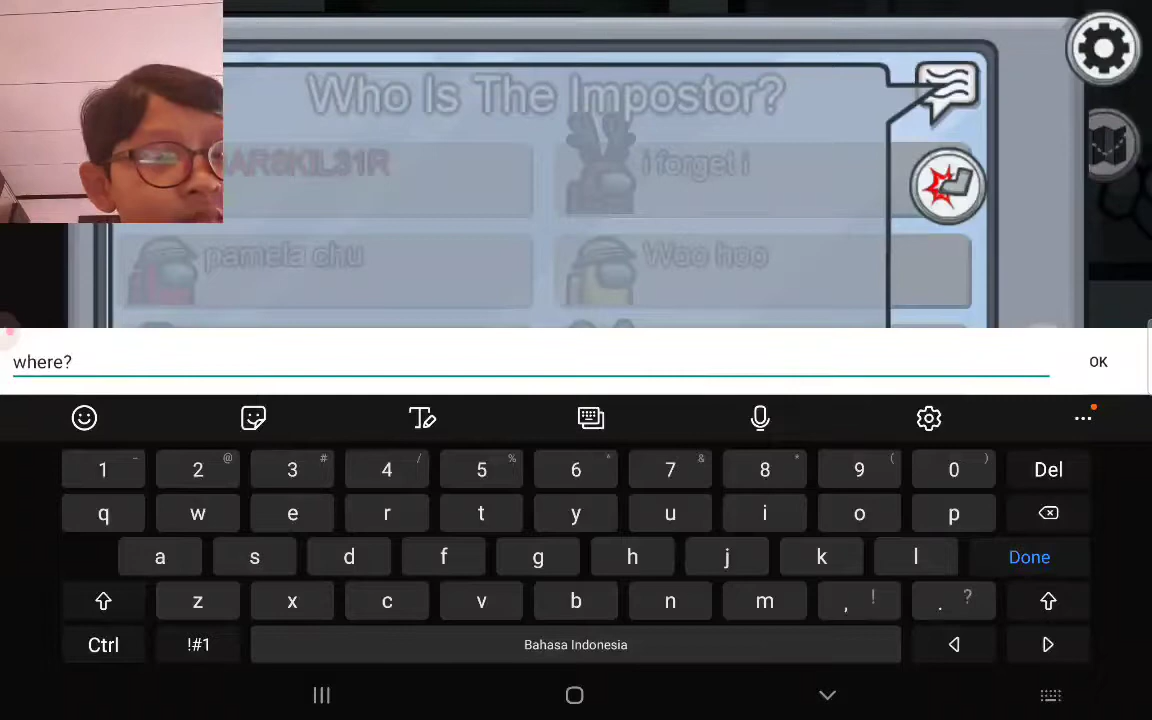 Who Is The Impostor?
AR8KIL31R
i forget i
pamela chu
Woo hoo
where?
OK
1 - 2 @ 3 # 4 / 5 % 6 ^ 7 & 8 * 9 ( 0 ) Del
q w e r t y u i o p
a s d f g h j k l Done
z x c v b n m , ! . ?
Ctrl !#1 Bahasa Indonesia